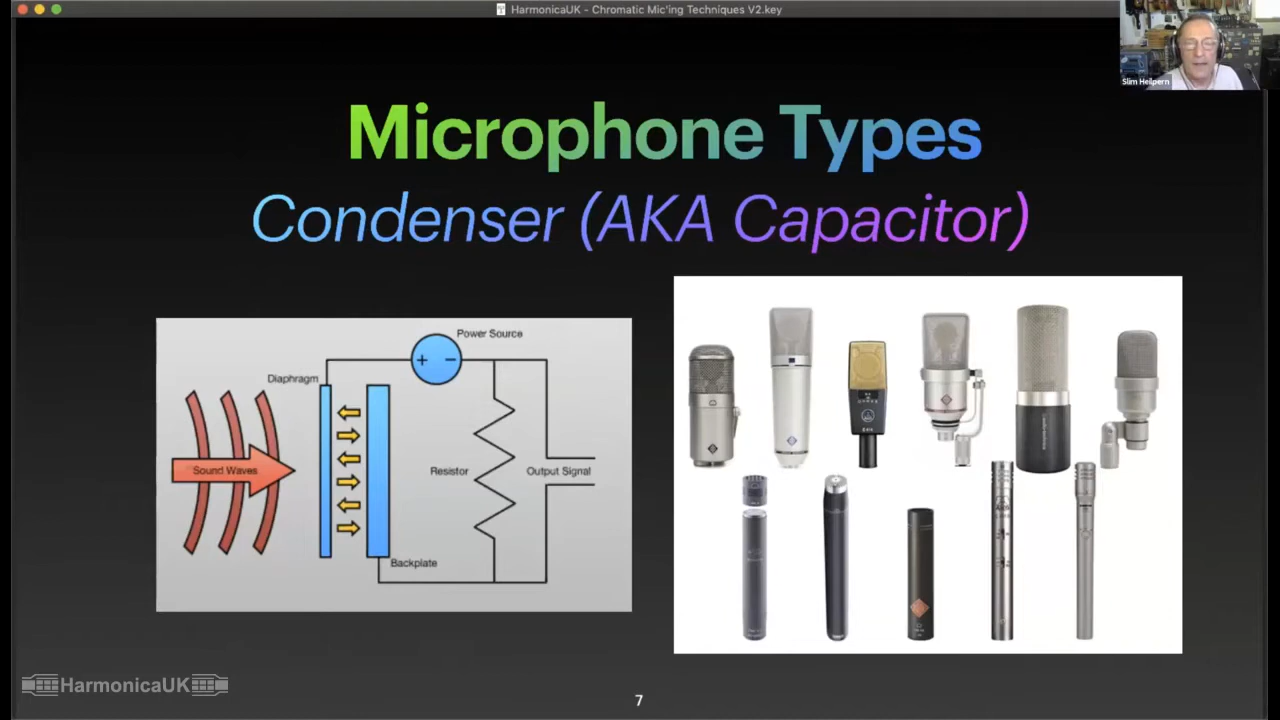 HarmonicaUK - Chromatic Mic'ing Techniques V2.key
Slim Heilpern
Microphone Types
Condenser (AKA Capacitor)
Power Source
+ −
Diaphragm
Sound Waves
Resistor
Output Signal
Backplate
HarmonicaUK
7